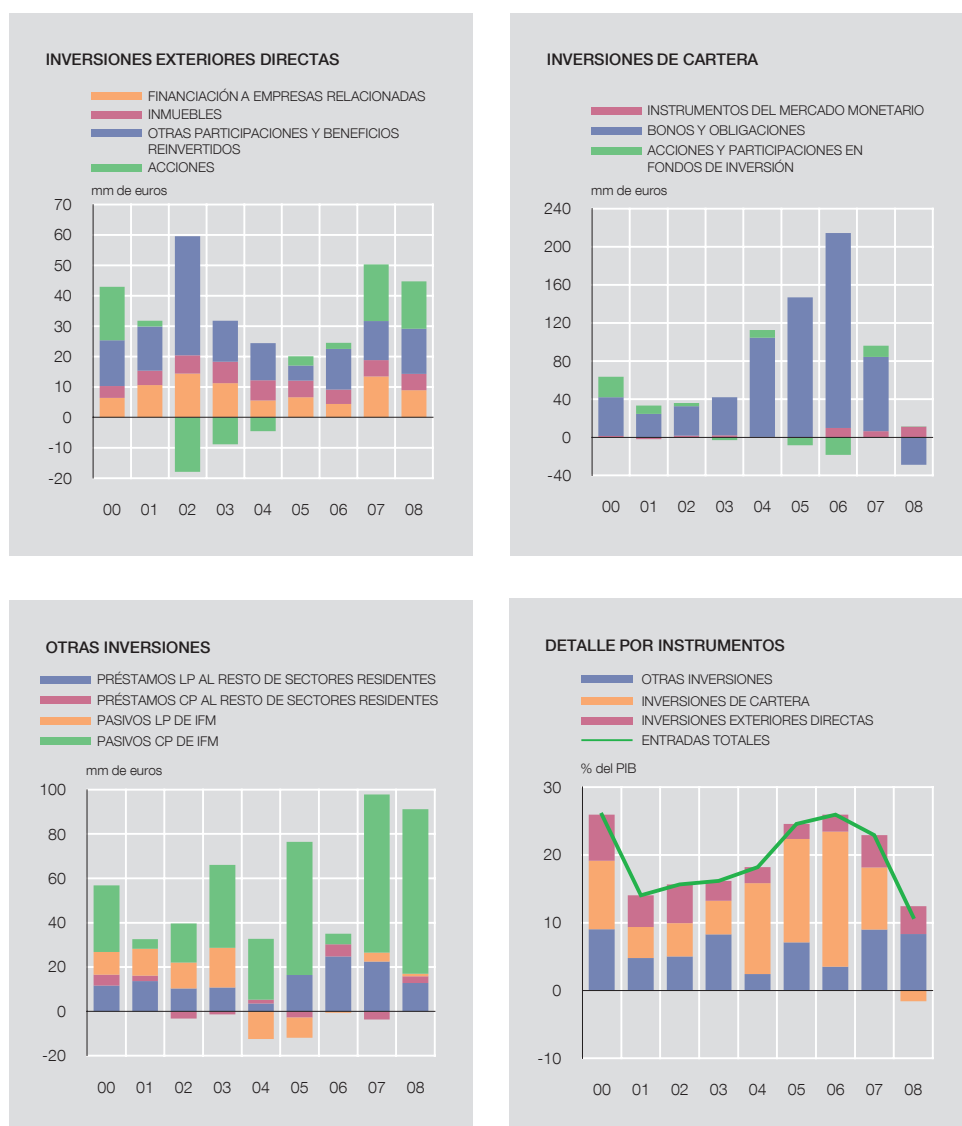 INVERSIONES EXTERIORES DIRECTAS
FINANCIACIÓN A EMPRESAS RELACIONADAS
INMUEBLES
OTRAS PARTICIPACIONES Y BENEFICIOS
REINVERTIDOS
ACCIONES
mm de euros
70
60
50
40
30
20
10
0
-10
-20
00 01 02 03 04 05 06 07 08
INVERSIONES DE CARTERA
INSTRUMENTOS DEL MERCADO MONETARIO
BONOS Y OBLIGACIONES
ACCIONES Y PARTICIPACIONES EN
FONDOS DE INVERSIÓN
mm de euros
240
200
160
120
80
40
0
-40
00 01 02 03 04 05 06 07 08
OTRAS INVERSIONES
PRÉSTAMOS LP AL RESTO DE SECTORES RESIDENTES
PRÉSTAMOS CP AL RESTO DE SECTORES RESIDENTES
PASIVOS LP DE IFM
PASIVOS CP DE IFM
mm de euros
100
80
60
40
20
0
-20
00 01 02 03 04 05 06 07 08
DETALLE POR INSTRUMENTOS
OTRAS INVERSIONES
INVERSIONES DE CARTERA
INVERSIONES EXTERIORES DIRECTAS
ENTRADAS TOTALES
% del PIB
30
20
10
0
-10
00 01 02 03 04 05 06 07 08